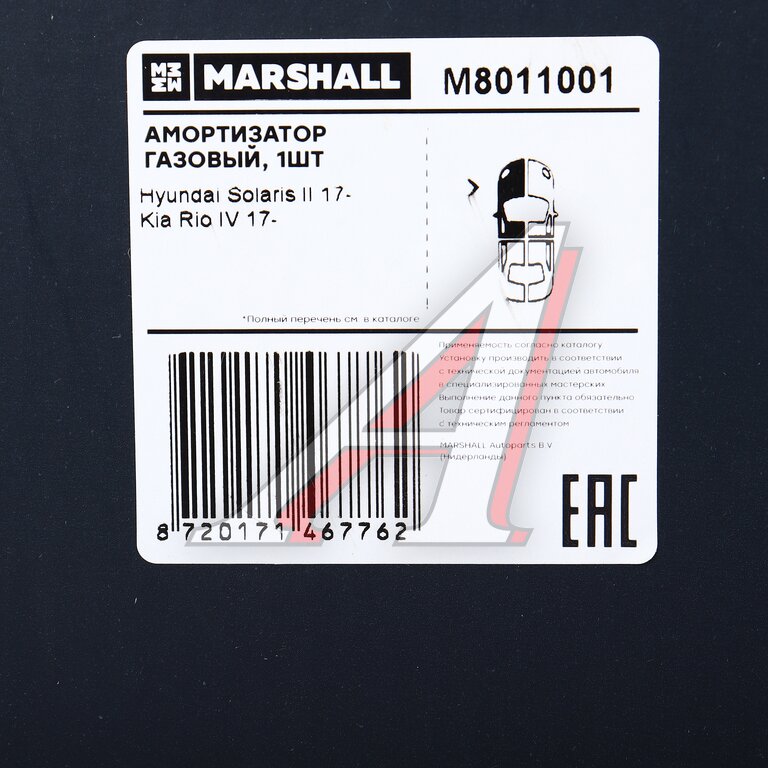 MARSHALL
M8011001
АМОРТИЗАТОР
ГАЗОВЫЙ, 1ШТ
Hyundai Solaris II 17-
Kia Rio IV 17-
*Полный перечень см. в каталоге
Применяемость согласно каталогу
Установку производить в соответствии
с технической документацией автомобиля
в специализированных мастерских
Выполнение данного пункта обязательно
Товар сертифицирован в соответствии
с техническим регламентом
MARSHALL Autoparts B.V
(Нидерланды)
8 720171 467762
EAC